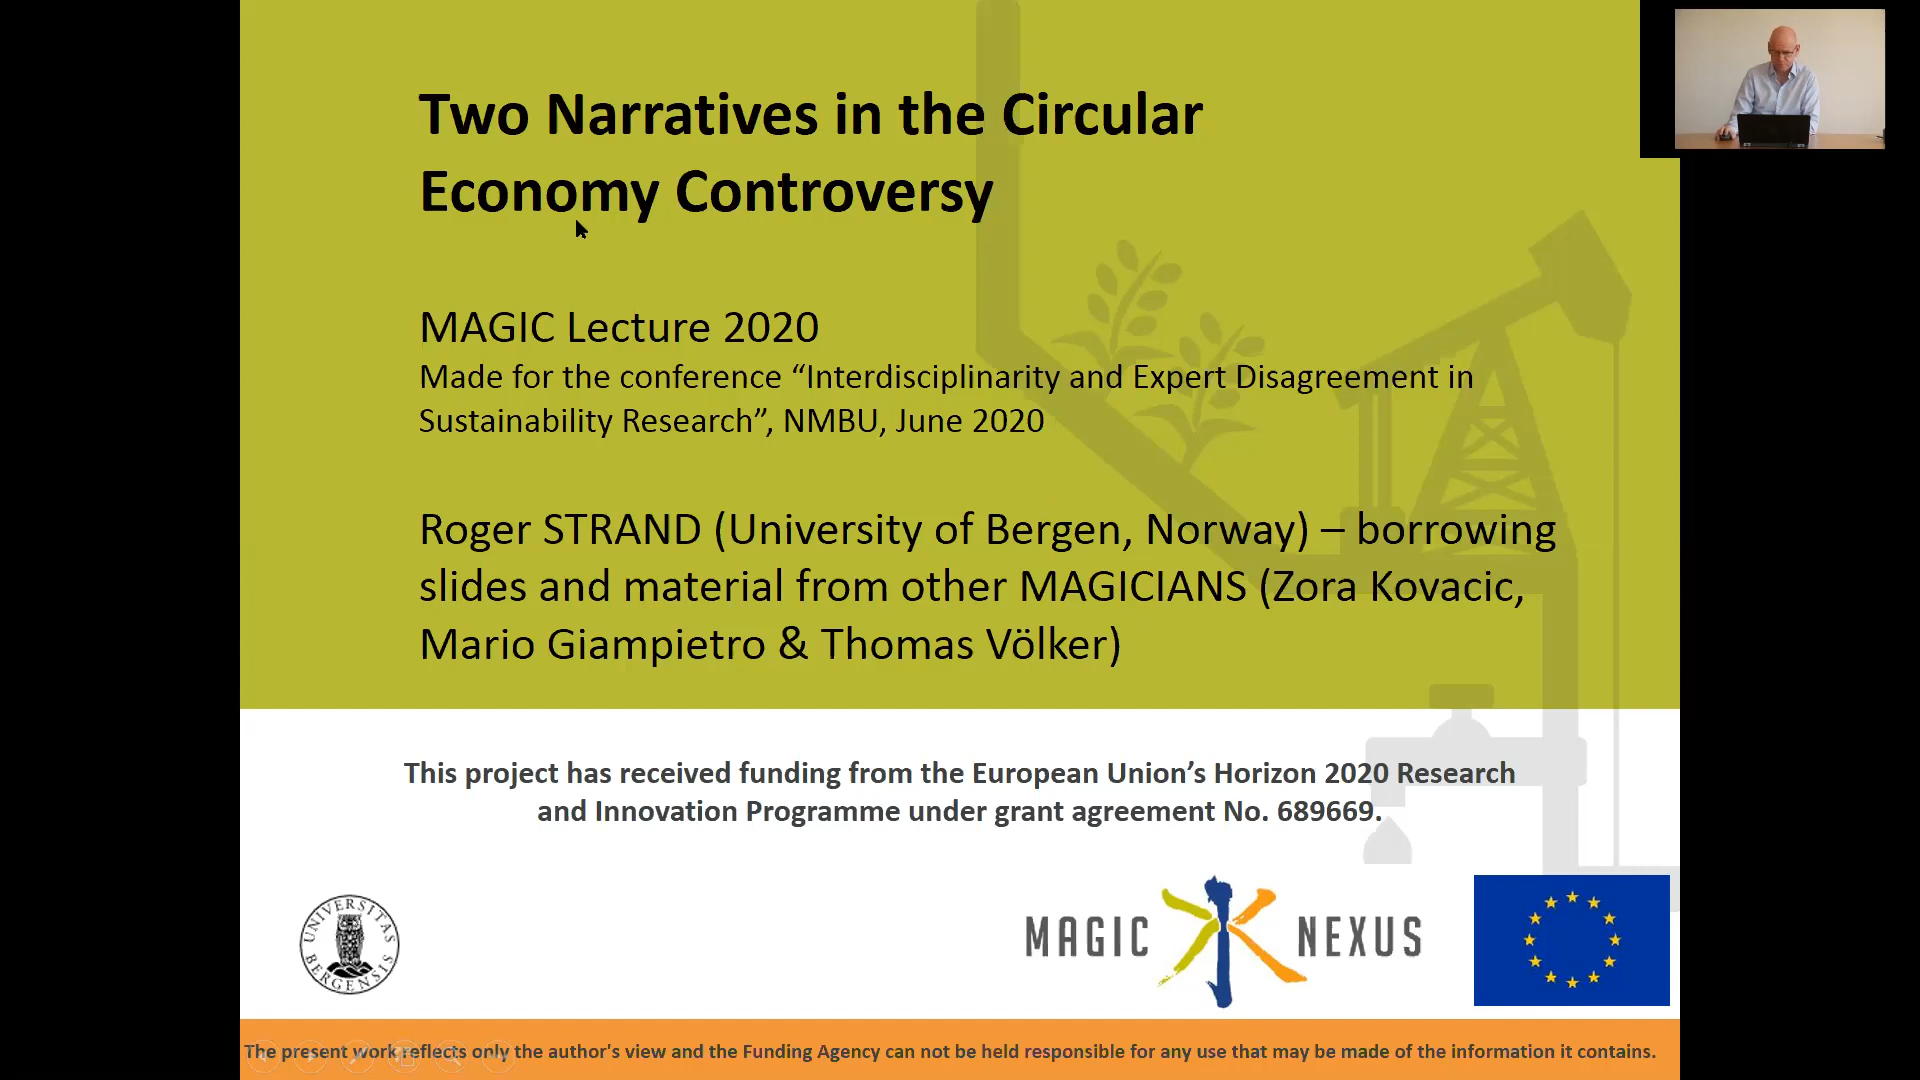 Two Narratives in the Circular
Economy Controversy
MAGIC Lecture 2020
Made for the conference “Interdisciplinarity and Expert Disagreement in
Sustainability Research”, NMBU, June 2020
Roger STRAND (University of Bergen, Norway) – borrowing
slides and material from other MAGICIANS (Zora Kovacic,
Mario Giampietro & Thomas Völker)
This project has received funding from the European Union’s Horizon 2020 Research
and Innovation Programme under grant agreement No. 689669.
UNIVERSITAS
BERGENSIS
MAGIC NEXUS
The present work reflects only the author's view and the Funding Agency can not be held responsible for any use that may be made of the information it contains.